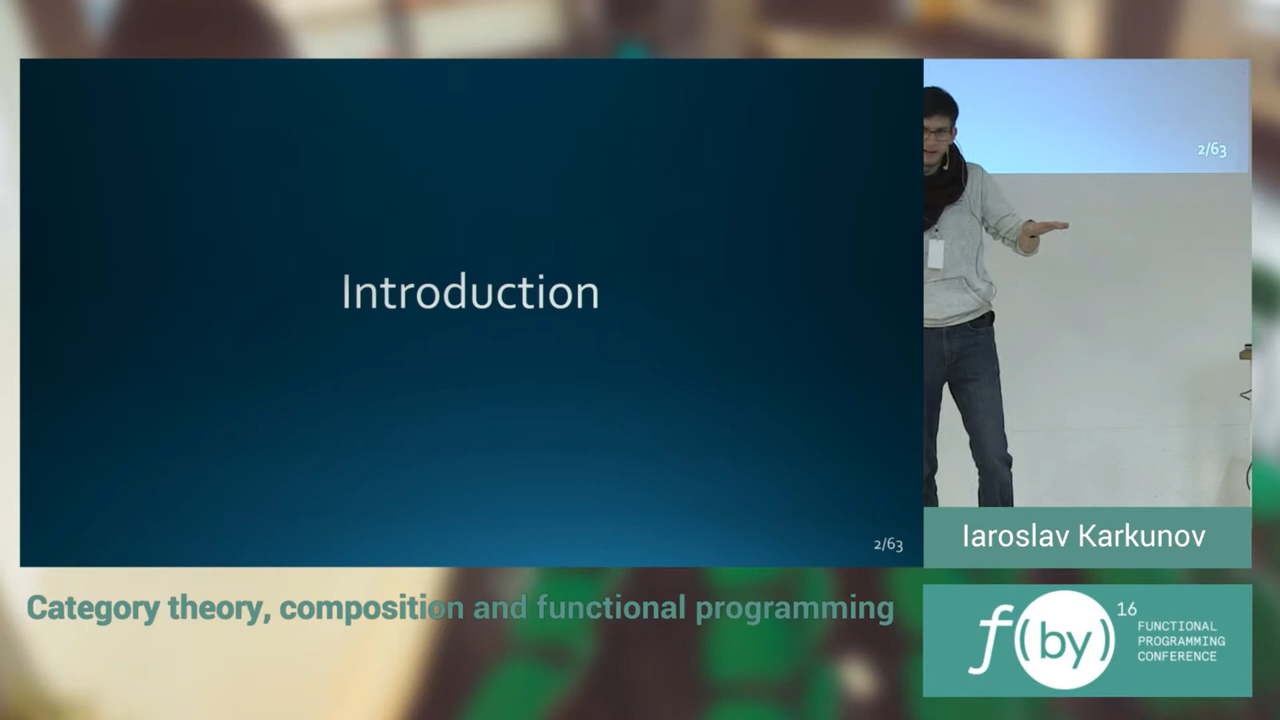 Introduction
2/63
2/63
Iaroslav Karkunov
Category theory, composition and functional programming
f(by)16
FUNCTIONAL
PROGRAMMING
CONFERENCE